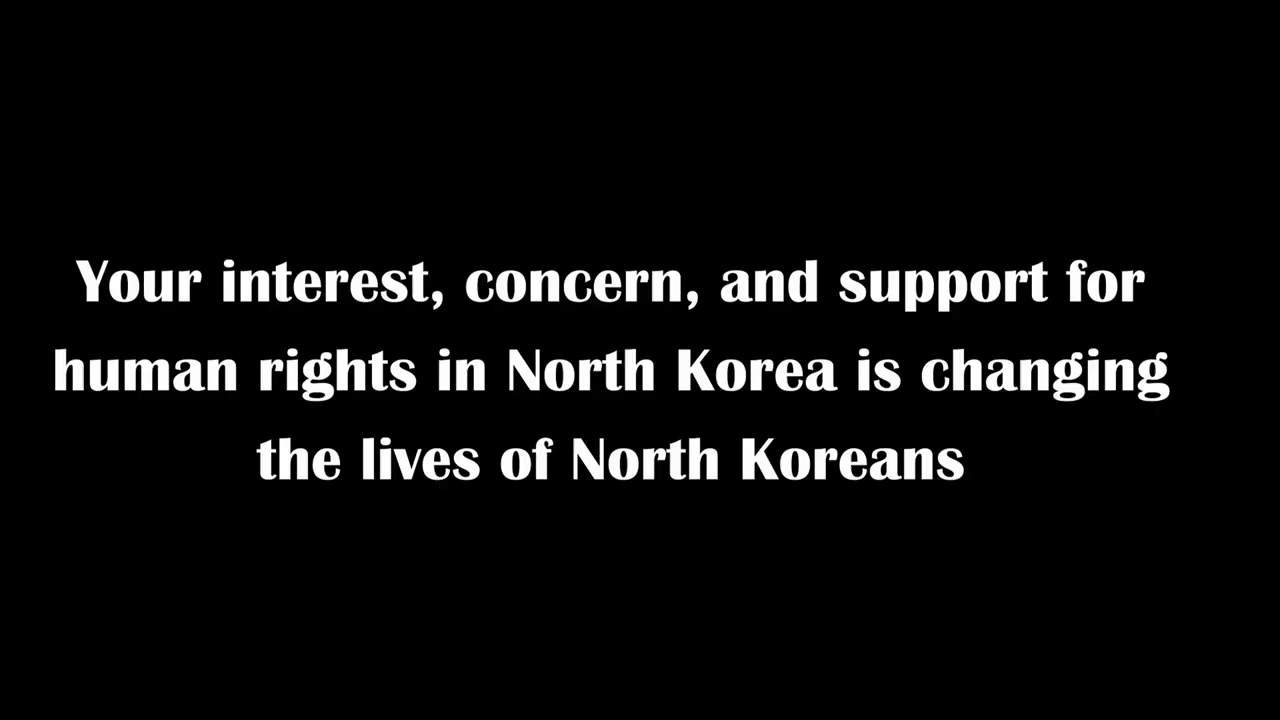 Your interest, concern, and support for
human rights in North Korea is changing
the lives of North Koreans